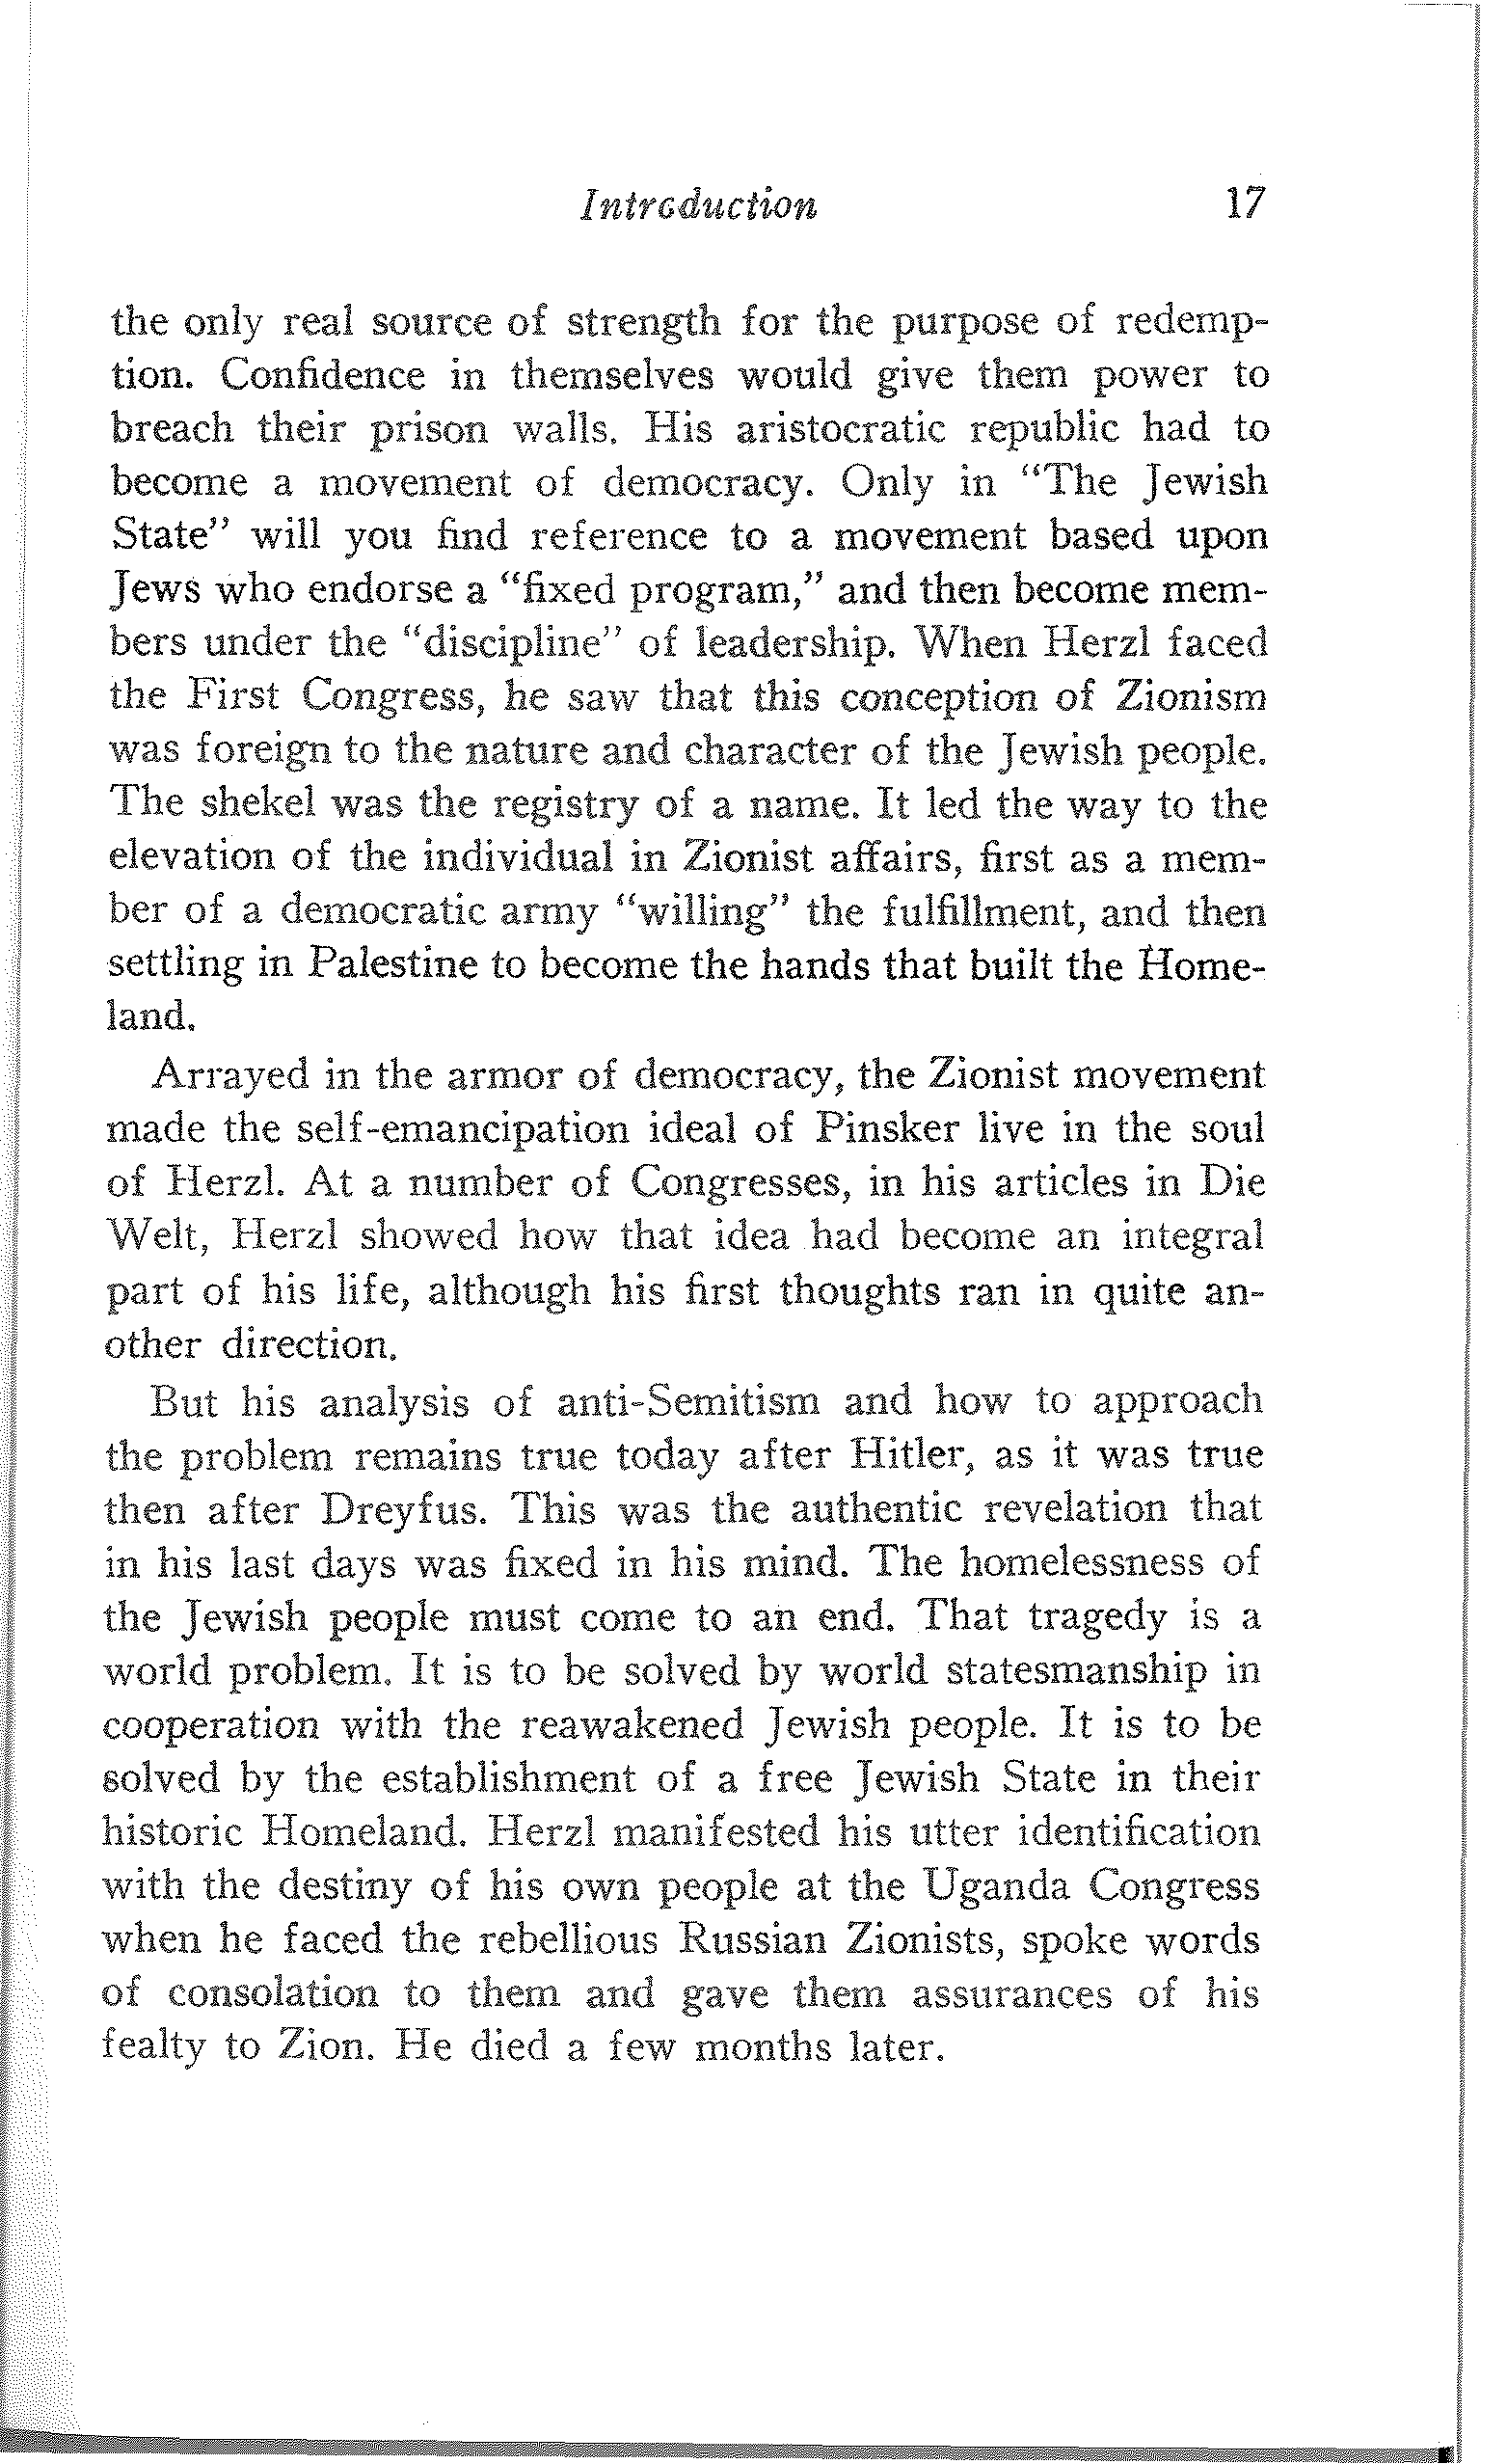 Introduction 17
the only real source of strength for the purpose of redemp-
tion. Confidence in themselves would give them power to
breach their prison walls. His aristocratic republic had to
become a movement of democracy. Only in “The Jewish
State” will you find reference to a movement based upon
Jews who endorse a “fixed program,” and then become mem-
bers under the “discipline” of leadership. When Herzl faced
the First Congress, he saw that this conception of Zionism
was foreign to the nature and character of the Jewish people.
The shekel was the registry of a name. It led the way to the
elevation of the individual in Zionist affairs, first as a mem-
ber of a democratic army “willing” the fulfillment, and then
settling in Palestine to become the hands that built the Home-
land.
Arrayed in the armor of democracy, the Zionist movement
made the self-emancipation ideal of Pinsker live in the soul
of Herzl. At a number of Congresses, in his articles in Die
Welt, Herzl showed how that idea had become an integral
part of his life, although his first thoughts ran in quite an-
other direction.
But his analysis of anti-Semitism and how to approach
the problem remains true today after Hitler, as it was true
then after Dreyfus. This was the authentic revelation that
in his last days was fixed in his mind. The homelessness of
the Jewish people must come to an end. That tragedy is a
world problem. It is to be solved by world statesmanship in
cooperation with the reawakened Jewish people. It is to be
solved by the establishment of a free Jewish State in their
historic Homeland. Herzl manifested his utter identification
with the destiny of his own people at the Uganda Congress
when he faced the rebellious Russian Zionists, spoke words
of consolation to them and gave them assurances of his
fealty to Zion. He died a few months later.